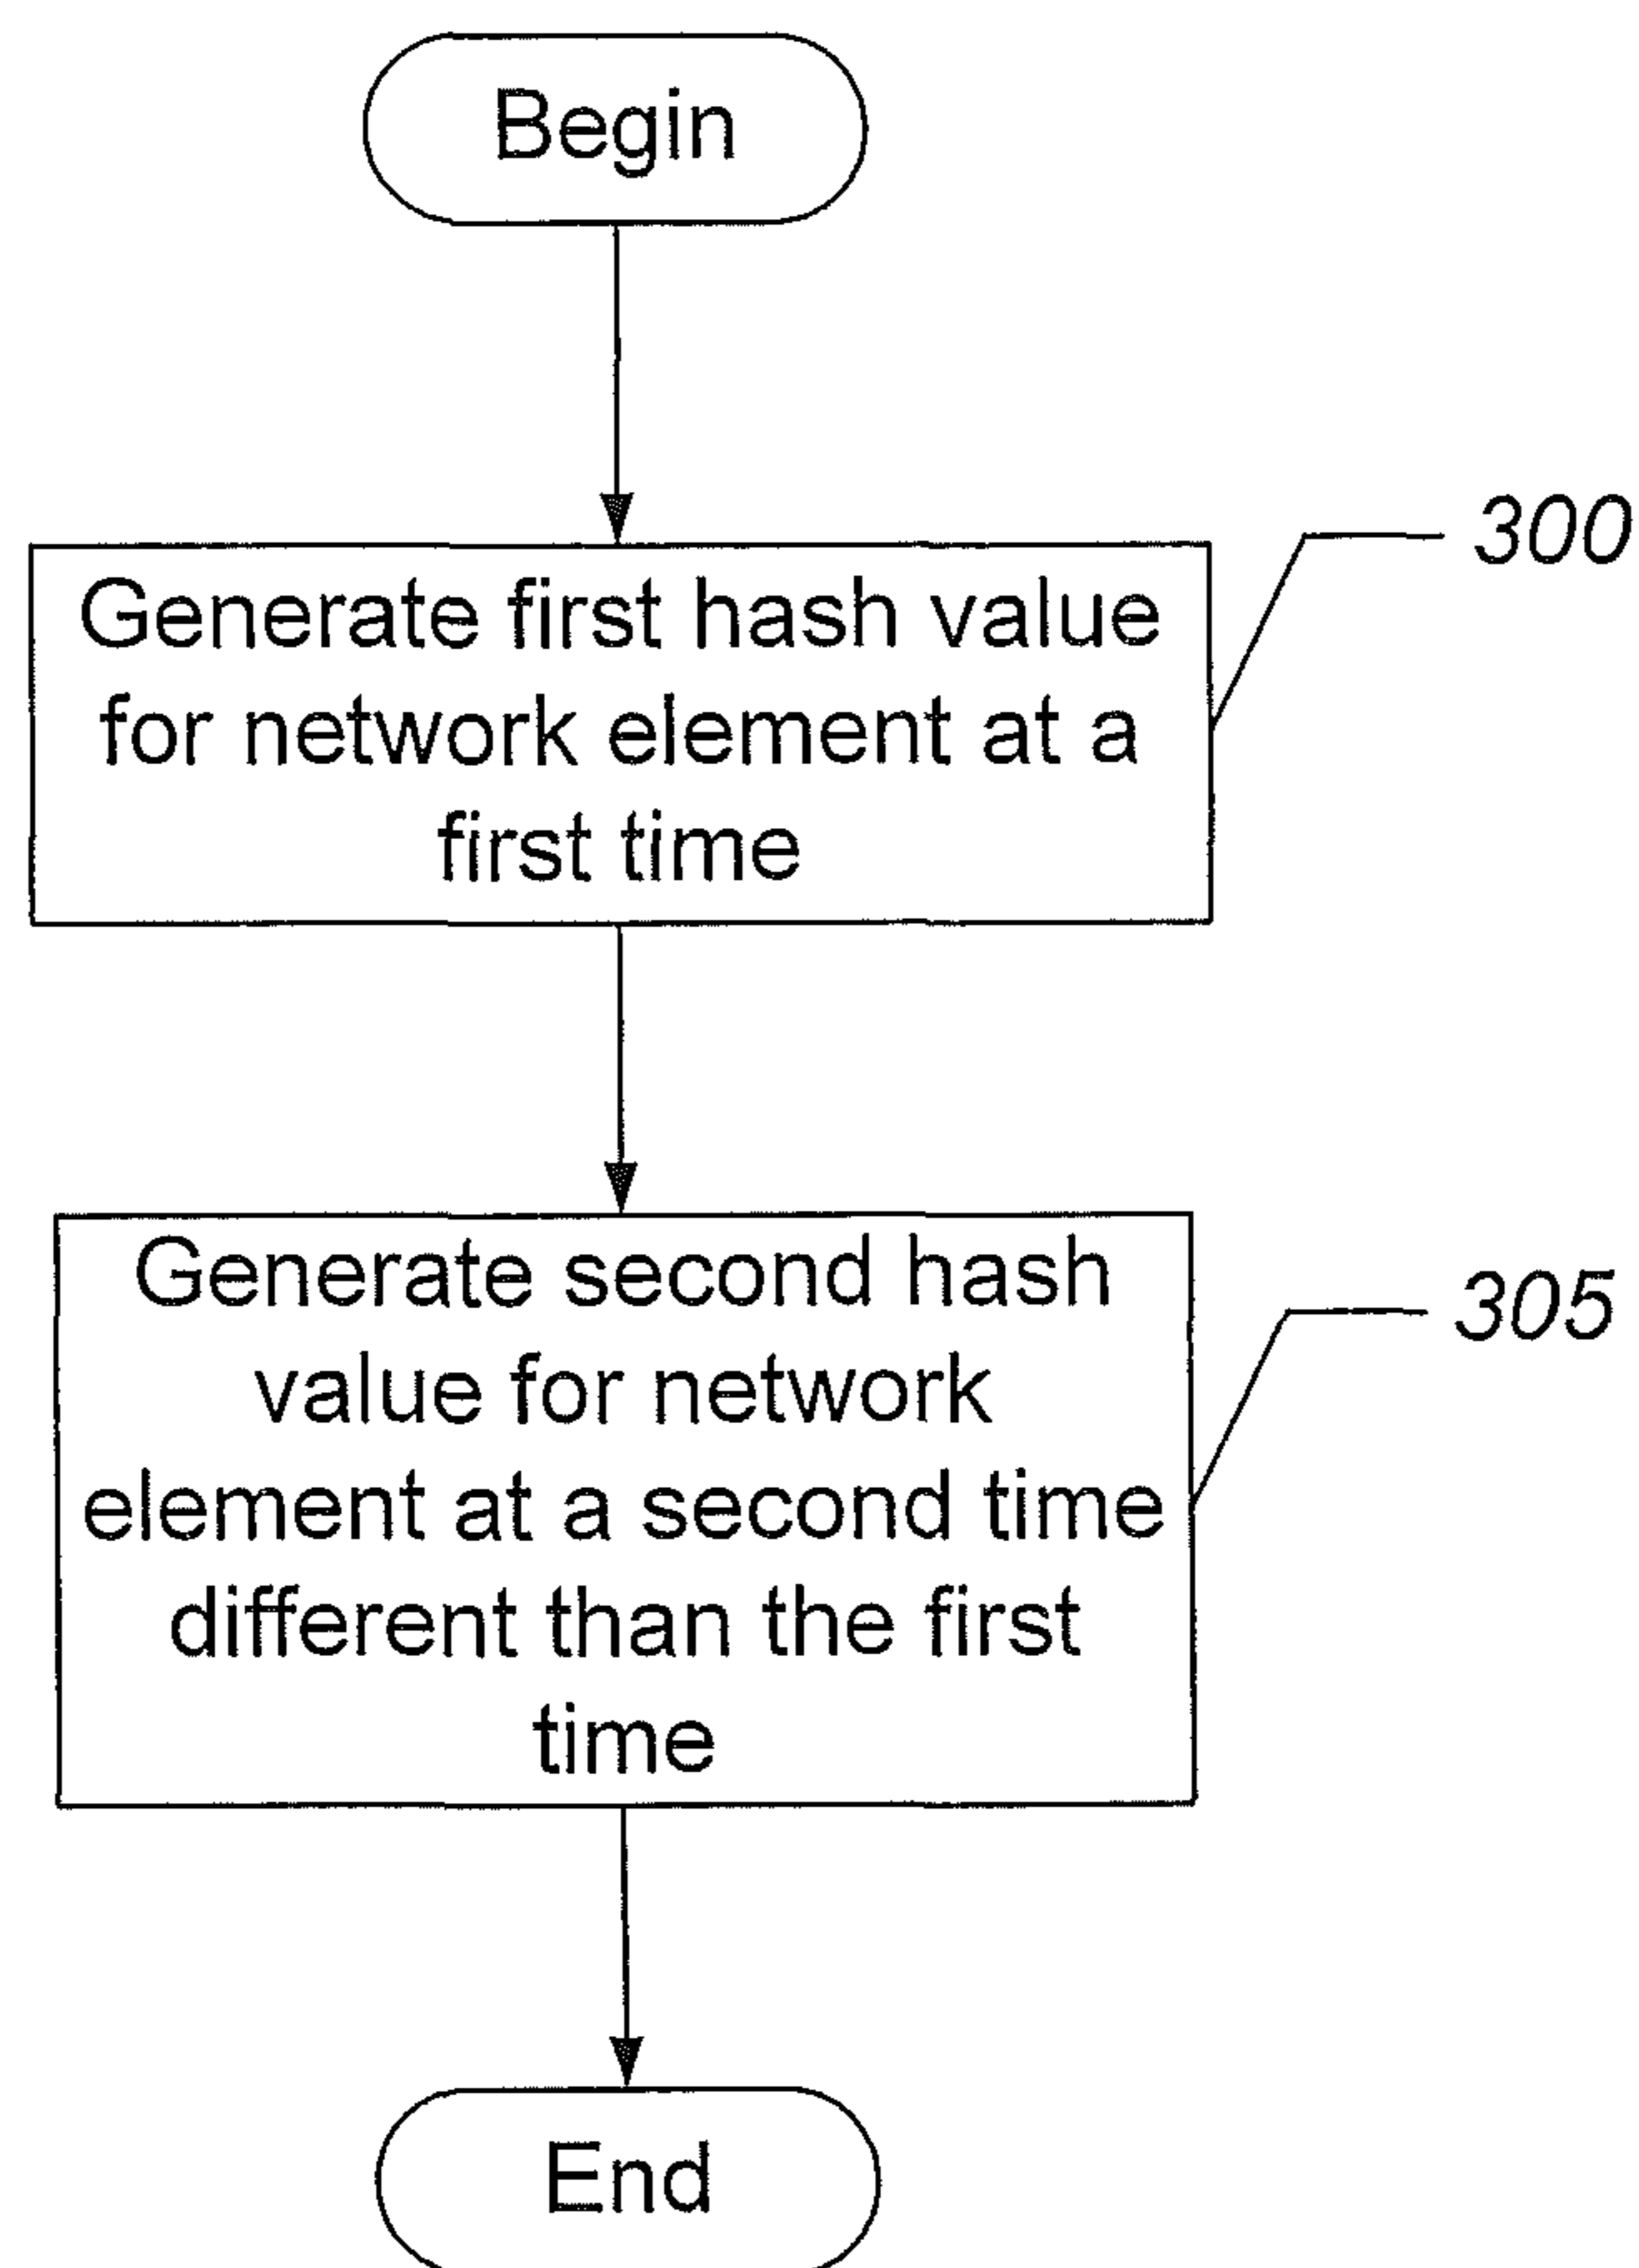 Begin
300
Generate first hash value
for network element at a
first time
305
Generate second hash
value for network
element at a second time
different than the first
time
End